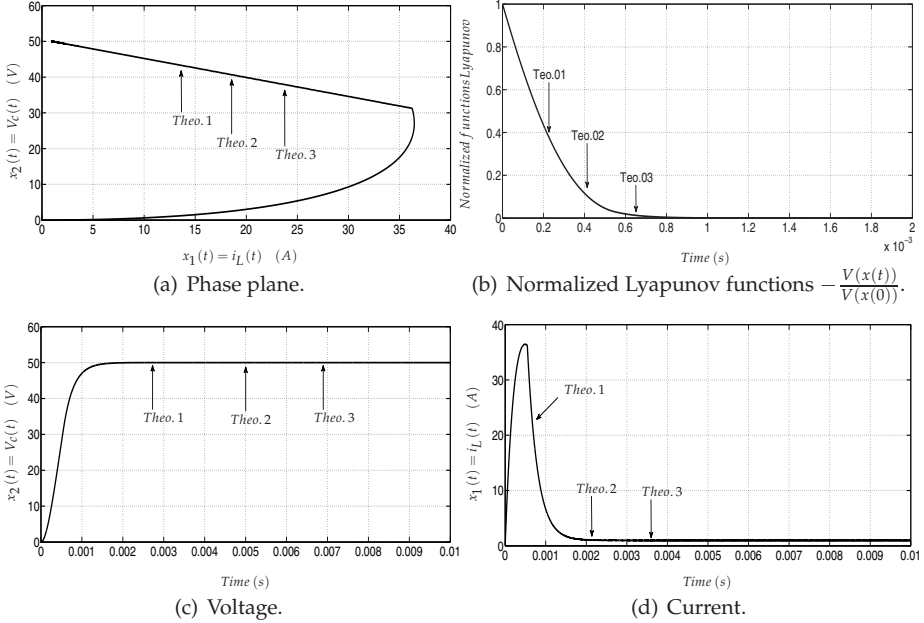 60
50
40
30
20
10
0
0 5 10 15 20 25 30 35 40
x₂(t) = Vc(t) (V)
Theo. 1
Theo. 2
Theo. 3
x₁(t) = i_L(t) (A)
(a) Phase plane.
1
0.8
0.6
0.4
0.2
0
0 0.2 0.4 0.6 0.8 1 1.2 1.4 1.6 1.8 2
x 10⁻³
Normalized functions Lyapunov
Teo.01
Teo.02
Teo.03
Time (s)
(b) Normalized Lyapunov functions − V(x(t))/V(x(0)).
60
50
40
30
20
10
0
0 0.001 0.002 0.003 0.004 0.005 0.006 0.007 0.008 0.009 0.01
x₂(t) = Vc(t) (V)
Theo. 1
Theo. 2
Theo. 3
Time (s)
(c) Voltage.
40
30
20
10
0
0 0.001 0.002 0.003 0.004 0.005 0.006 0.007 0.008 0.009 0.01
x₁(t) = i_L(t) (A)
Theo. 1
Theo. 2
Theo. 3
Time (s)
(d) Current.